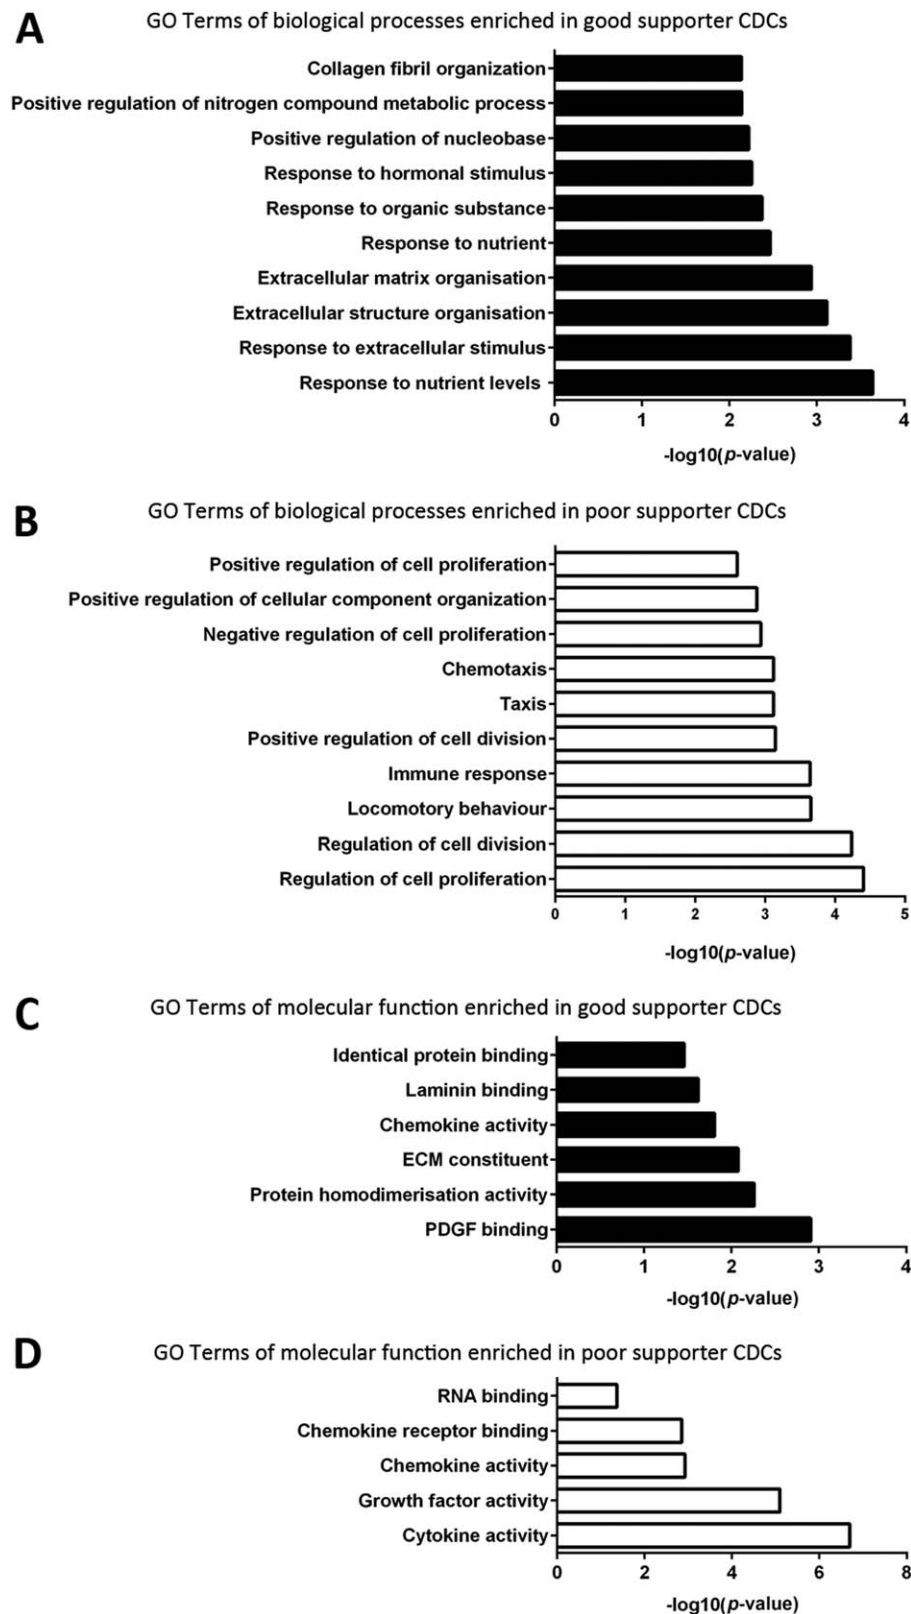 A
GO Terms of biological processes enriched in good supporter CDCs
Collagen fibril organization
Positive regulation of nitrogen compound metabolic process
Positive regulation of nucleobase
Response to hormonal stimulus
Response to organic substance
Response to nutrient
Extracellular matrix organisation
Extracellular structure organisation
Response to extracellular stimulus
Response to nutrient levels
0 1 2 3 4
-log10(p-value)
B
GO Terms of biological processes enriched in poor supporter CDCs
Positive regulation of cell proliferation
Positive regulation of cellular component organization
Negative regulation of cell proliferation
Chemotaxis
Taxis
Positive regulation of cell division
Immune response
Locomotory behaviour
Regulation of cell division
Regulation of cell proliferation
0 1 2 3 4 5
-log10(p-value)
C
GO Terms of molecular function enriched in good supporter CDCs
Identical protein binding
Laminin binding
Chemokine activity
ECM constituent
Protein homodimerisation activity
PDGF binding
0 1 2 3 4
-log10(p-value)
D
GO Terms of molecular function enriched in poor supporter CDCs
RNA binding
Chemokine receptor binding
Chemokine activity
Growth factor activity
Cytokine activity
0 2 4 6 8
-log10(p-value)